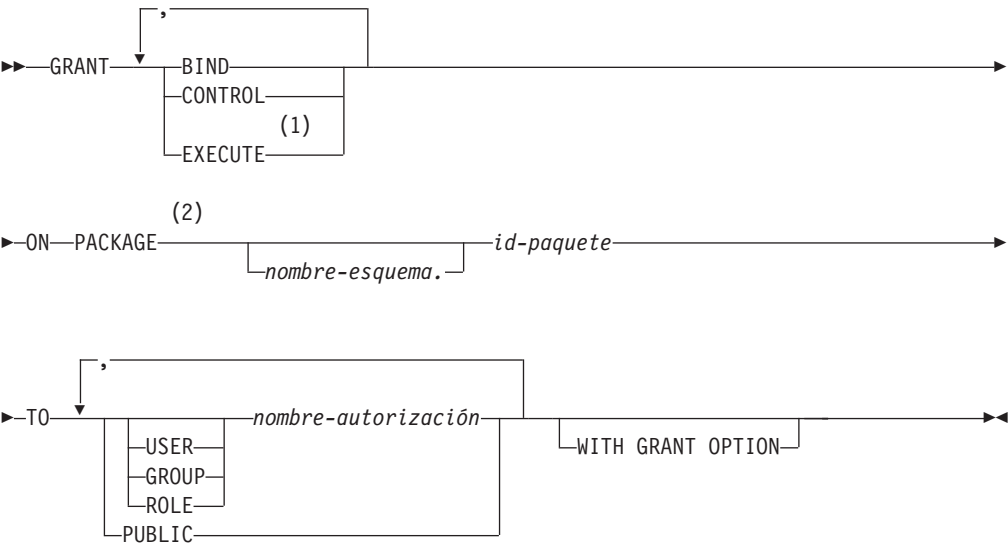 ,
GRANT BIND
CONTROL
(1)
EXECUTE
(2)
ON PACKAGE id-paquete
nombre-esquema.
,
TO nombre-autorización
USER WITH GRANT OPTION
GROUP
ROLE
PUBLIC